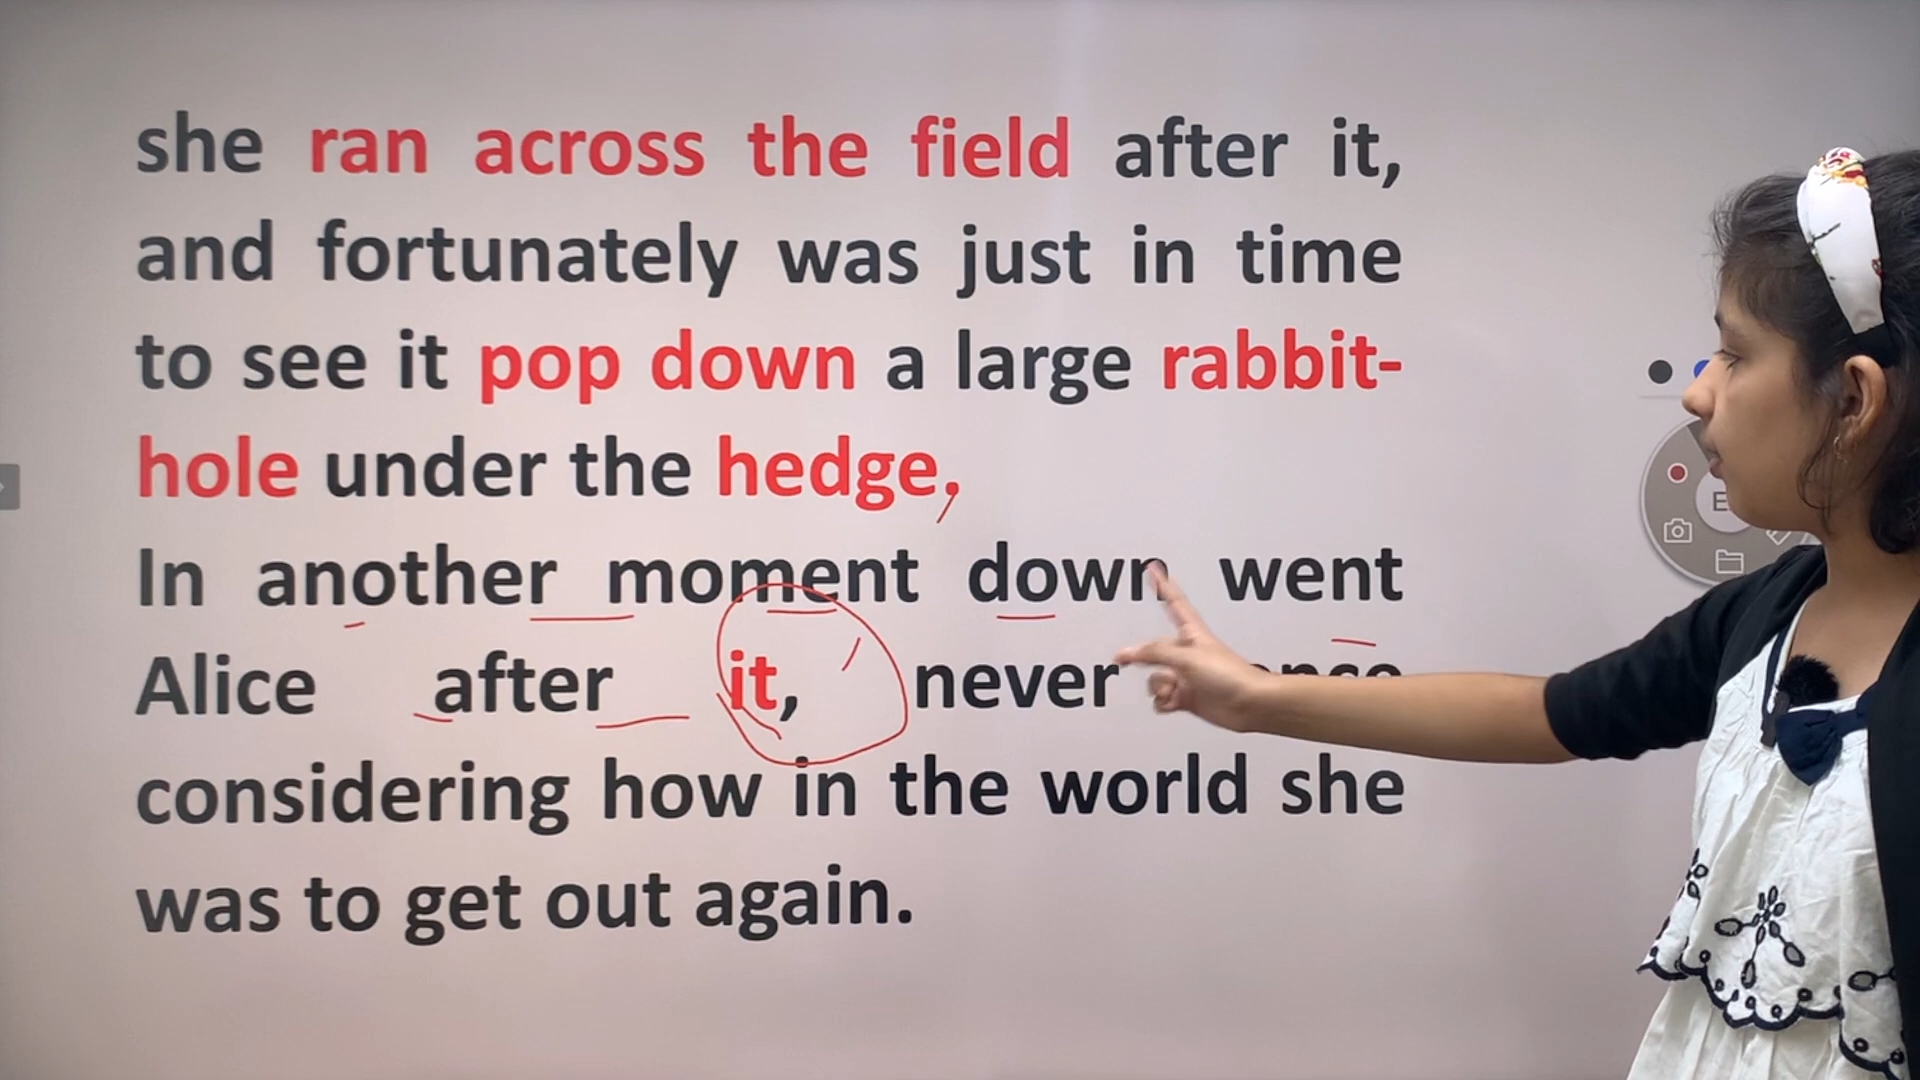 she ran across the field after it,
and fortunately was just in time
to see it pop down a large rabbit-
hole under the hedge,
In another moment down went
Alice after it, never
considering how in the world she
was to get out again.